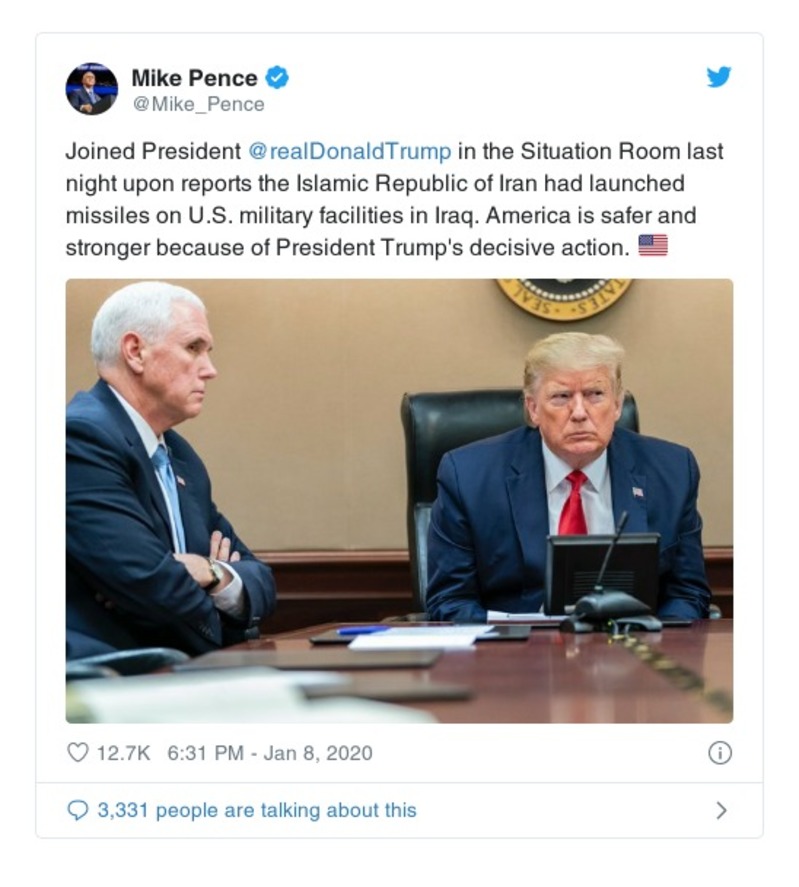 Mike Pence
@Mike_Pence
Joined President @realDonaldTrump in the Situation Room last
night upon reports the Islamic Republic of Iran had launched
missiles on U.S. military facilities in Iraq. America is safer and
stronger because of President Trump's decisive action. 🇺🇸
SEAL STATES
12.7K 6:31 PM - Jan 8, 2020
3,331 people are talking about this